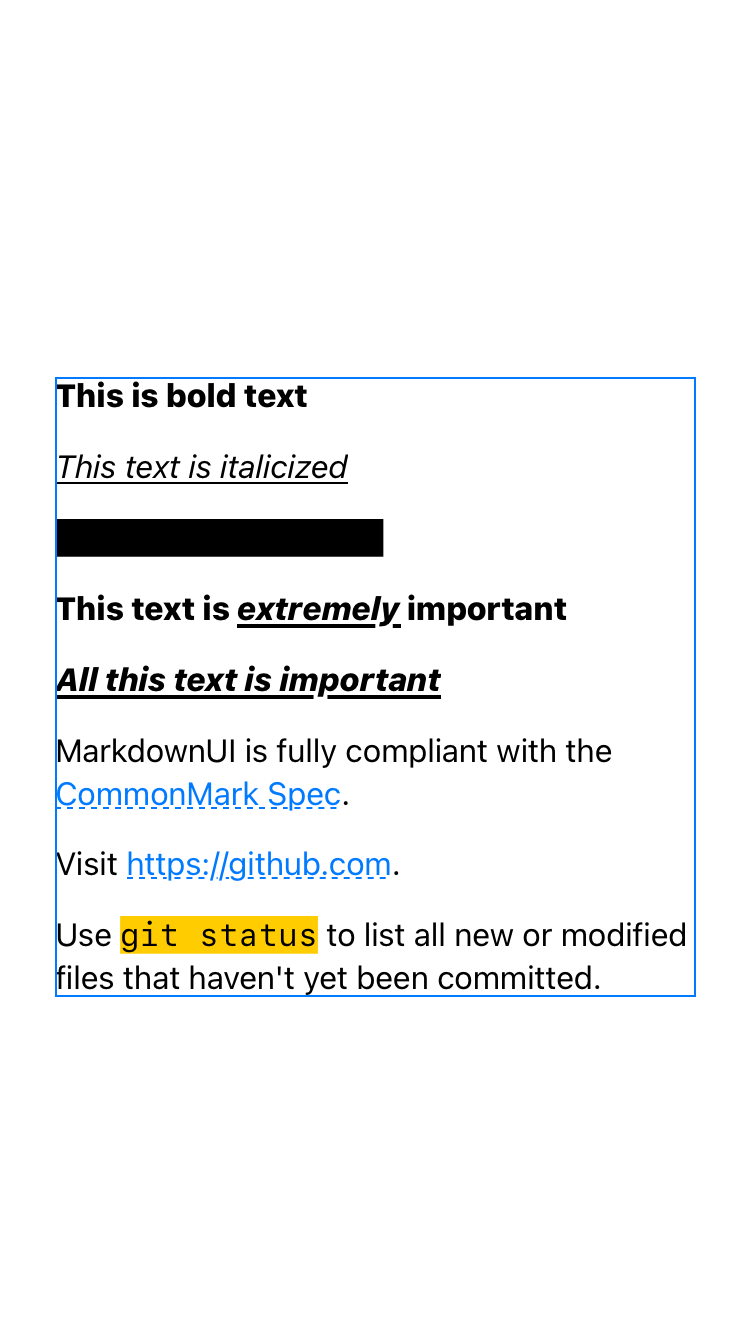 This is bold text
This text is italicized
This text is extremely important
All this text is important
MarkdownUI is fully compliant with the
CommonMark Spec.
Visit https://github.com.
Use git status to list all new or modified
files that haven't yet been committed.